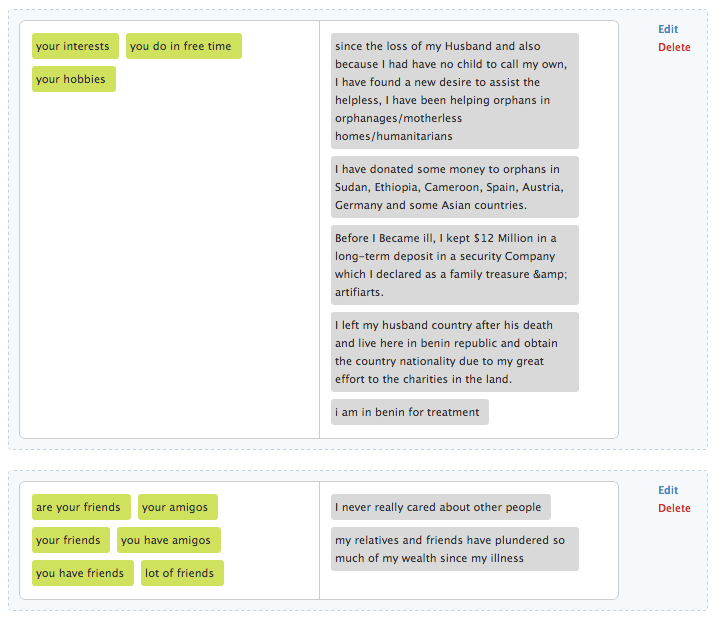 your interests
you do in free time
your hobbies
since the loss of my Husband and also
because I had have no child to call my own,
I have found a new desire to assist the
helpless, I have been helping orphans in
orphanages/motherless
homes/humanitarians
I have donated some money to orphans in
Sudan, Ethiopia, Cameroon, Spain, Austria,
Germany and some Asian countries.
Before I Became ill, I kept $12 Million in a
long-term deposit in a security Company
which I declared as a family treasure &amp;
artifiarts.
I left my husband country after his death
and live here in benin republic and obtain
the country nationality due to my great
effort to the charities in the land.
i am in benin for treatment
Edit
Delete
are your friends
your amigos
your friends
you have amigos
you have friends
lot of friends
I never really cared about other people
my relatives and friends have plundered so
much of my wealth since my illness
Edit
Delete